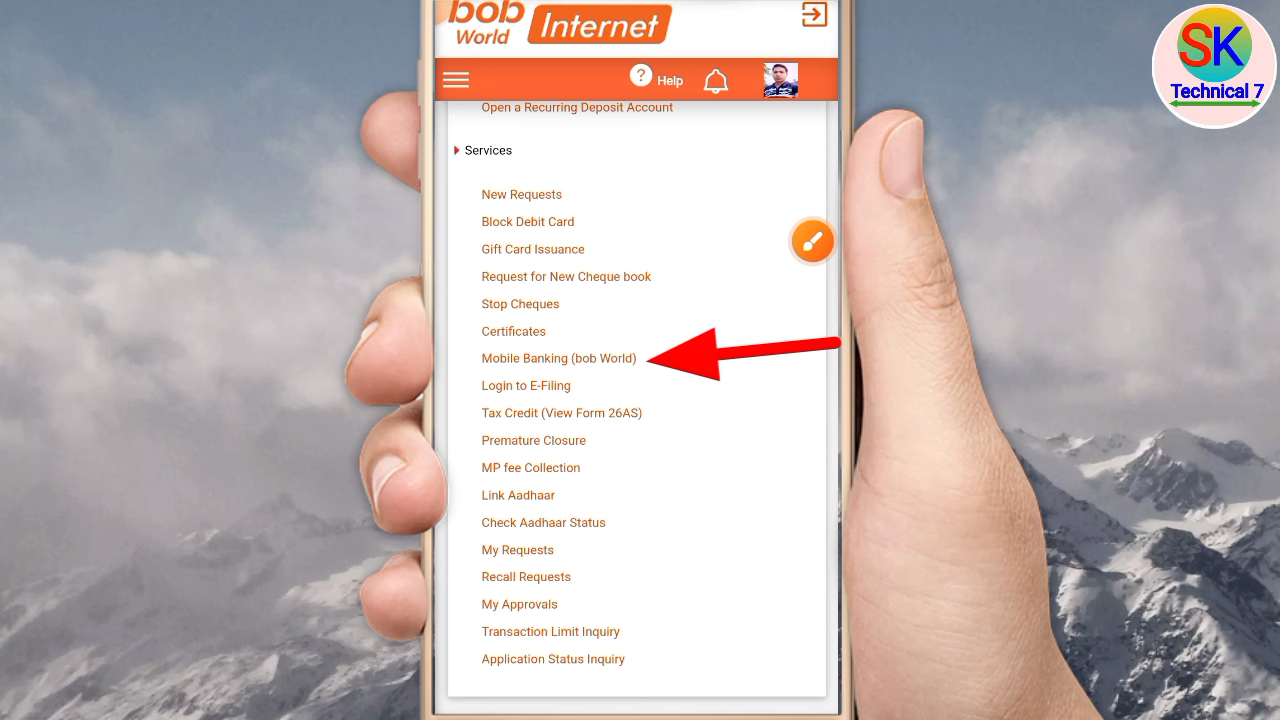 bob
World
Internet
? Help
Open a Recurring Deposit Account
Services
New Requests
Block Debit Card
Gift Card Issuance
Request for New Cheque book
Stop Cheques
Certificates
Mobile Banking (bob World)
Login to E-Filing
Tax Credit (View Form 26AS)
Premature Closure
MP fee Collection
Link Aadhaar
Check Aadhaar Status
My Requests
Recall Requests
My Approvals
Transaction Limit Inquiry
Application Status Inquiry
SK
Technical 7